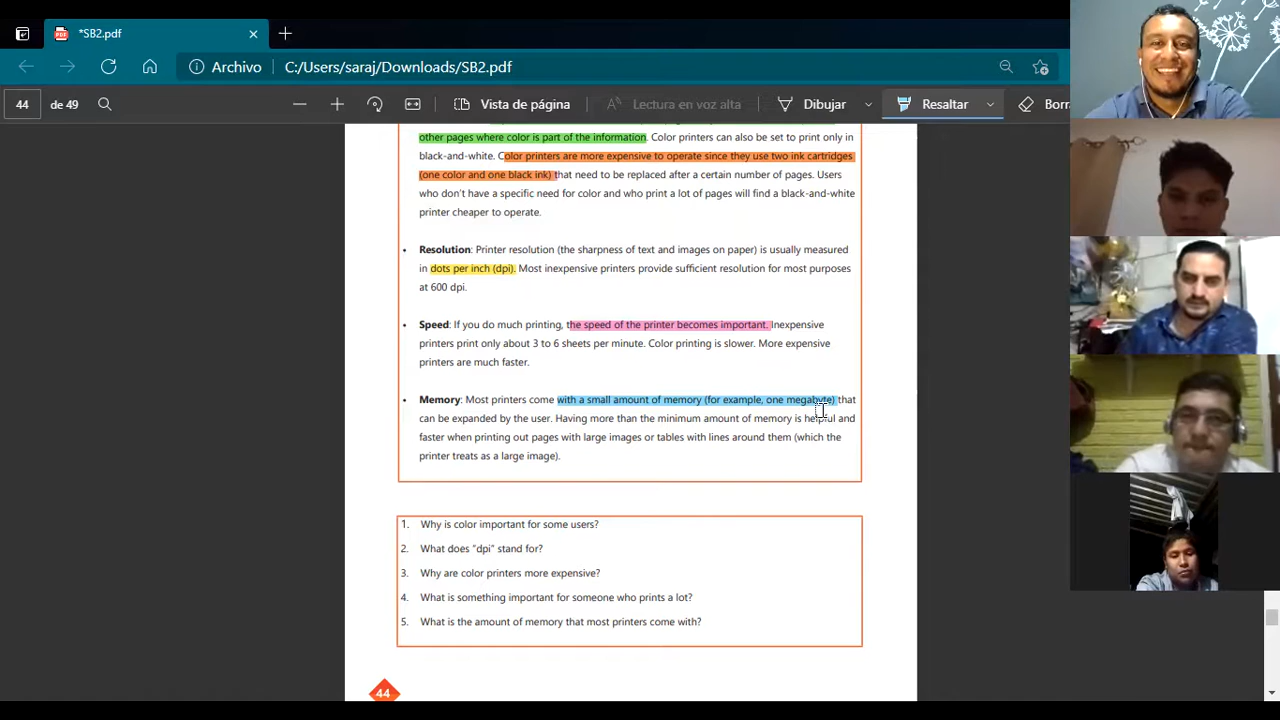 *SB2.pdf
Archivo C:/Users/saraj/Downloads/SB2.pdf
44 de 49 Vista de página Lectura en voz alta Dibujar Resaltar Borra
other pages where color is part of the information. Color printers can also be set to print only in
black-and-white. Color printers are more expensive to operate since they use two ink cartridges
(one color and one black ink) that need to be replaced after a certain number of pages. Users
who don't have a specific need for color and who print a lot of pages will find a black-and-white
printer cheaper to operate.
• Resolution: Printer resolution (the sharpness of text and images on paper) is usually measured
in dots per inch (dpi). Most inexpensive printers provide sufficient resolution for most purposes
at 600 dpi.
• Speed: If you do much printing, the speed of the printer becomes important. Inexpensive
printers print only about 3 to 6 sheets per minute. Color printing is slower. More expensive
printers are much faster.
• Memory: Most printers come with a small amount of memory (for example, one megabyte) that
can be expanded by the user. Having more than the minimum amount of memory is helpful and
faster when printing out pages with large images or tables with lines around them (which the
printer treats as a large image).
1. Why is color important for some users?
2. What does "dpi" stand for?
3. Why are color printers more expensive?
4. What is something important for someone who prints a lot?
5. What is the amount of memory that most printers come with?
44